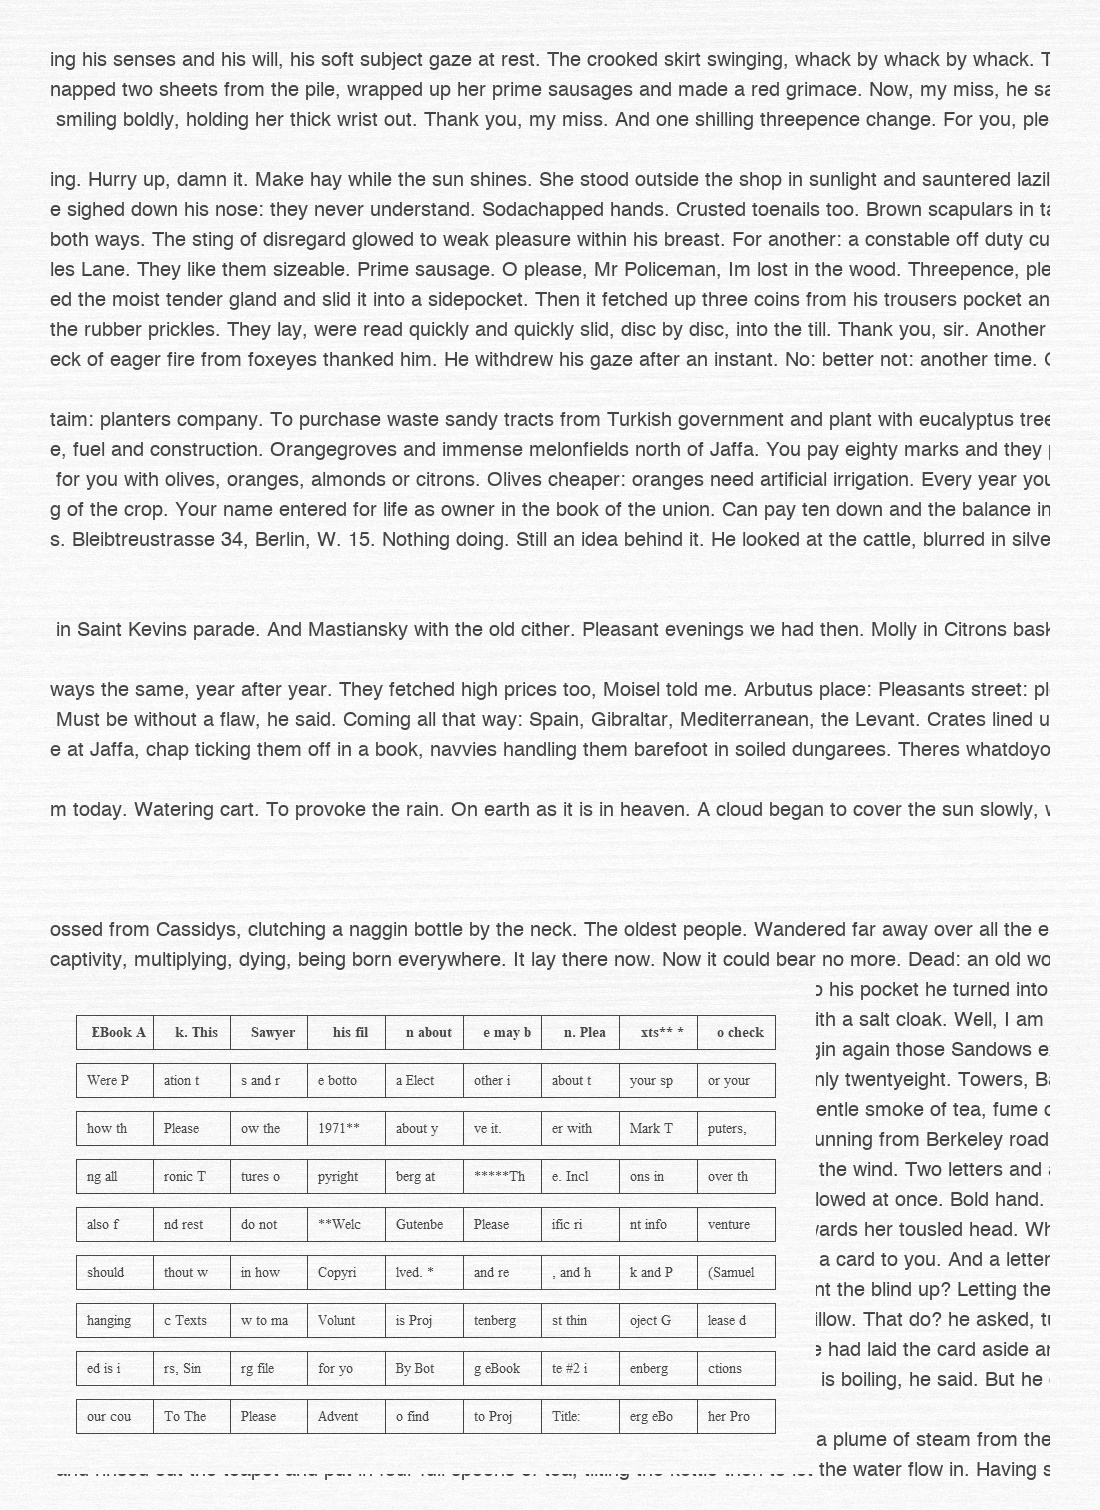 ing his senses and his will, his soft subject gaze at rest. The crooked skirt swinging, whack by whack by whack.
napped two sheets from the pile, wrapped up her prime sausages and made a red grimace. Now, my miss, he sa
smiling boldly, holding her thick wrist out. Thank you, my miss. And one shilling threepence change. For you, ple
ing. Hurry up, damn it. Make hay while the sun shines. She stood outside the shop in sunlight and sauntered lazil
e sighed down his nose: they never understand. Sodachapped hands. Crusted toenails too. Brown scapulars in ta
both ways. The sting of disregard glowed to weak pleasure within his breast. For another: a constable off duty cu
les Lane. They like them sizeable. Prime sausage. O please, Mr Policeman, Im lost in the wood. Threepence, ple
ed the moist tender gland and slid it into a sidepocket. Then it fetched up three coins from his trousers pocket an
the rubber prickles. They lay, were read quickly and quickly slid, disc by disc, into the till. Thank you, sir. Another
eck of eager fire from foxeyes thanked him. He withdrew his gaze after an instant. No: better not: another time.
taim: planters company. To purchase waste sandy tracts from Turkish government and plant with eucalyptus tree
e, fuel and construction. Orangegroves and immense melonfields north of Jaffa. You pay eighty marks and they
for you with olives, oranges, almonds or citrons. Olives cheaper: oranges need artificial irrigation. Every year you
g of the crop. Your name entered for life as owner in the book of the union. Can pay ten down and the balance in
s. Bleibtreustrasse 34, Berlin, W. 15. Nothing doing. Still an idea behind it. He looked at the cattle, blurred in silve
in Saint Kevins parade. And Mastiansky with the old cither. Pleasant evenings we had then. Molly in Citrons bask
ways the same, year after year. They fetched high prices too, Moisel told me. Arbutus place: Pleasants street: pl
Must be without a flaw, he said. Coming all that way: Spain, Gibraltar, Mediterranean, the Levant. Crates lined u
e at Jaffa, chap ticking them off in a book, navvies handling them barefoot in soiled dungarees. Theres whatdoyo
m today. Watering cart. To provoke the rain. On earth as it is in heaven. A cloud began to cover the sun slowly,
ossed from Cassidys, clutching a naggin bottle by the neck. The oldest people. Wandered far away over all the e
captivity, multiplying, dying, being born everywhere. It lay there now. Now it could bear no more. Dead: an old wo
his pocket he turned into
ith a salt cloak. Well, I am
gin again those Sandows e
nly twentyeight. Towers, Ba
entle smoke of tea, fume o
unning from Berkeley road
the wind. Two letters and
lowed at once. Bold hand.
wards her tousled head. Wh
a card to you. And a letter
nt the blind up? Letting the
illow. That do? he asked, tu
had laid the card aside an
is boiling, he said. But he
a plume of steam from the
and rinsed out the teapot and put in four full spoons of tea, tilting the kettle then to let the water flow in. Having s
EBook A k. This Sawyer his fil n about e may b n. Plea xts** * o check
Were P ation t s and r e botto a Elect other i about t your sp or your
how th Please ow the 1971** about y ve it. er with Mark T puters,
ng all ronic T tures o pyright berg at *****Th e. Incl ons in over th
also f nd rest do not **Welc Gutenbe Please ific ri nt info venture
should thout w in how Copyri lved. * and re , and h k and P (Samuel
hanging c Texts w to ma Volunt is Proj tenberg st thin oject G lease d
ed is i rs, Sin rg file for yo By Bot g eBook te #2 i enberg ctions
our cou To The Please Advent o find to Proj Title: erg eBo her Pro